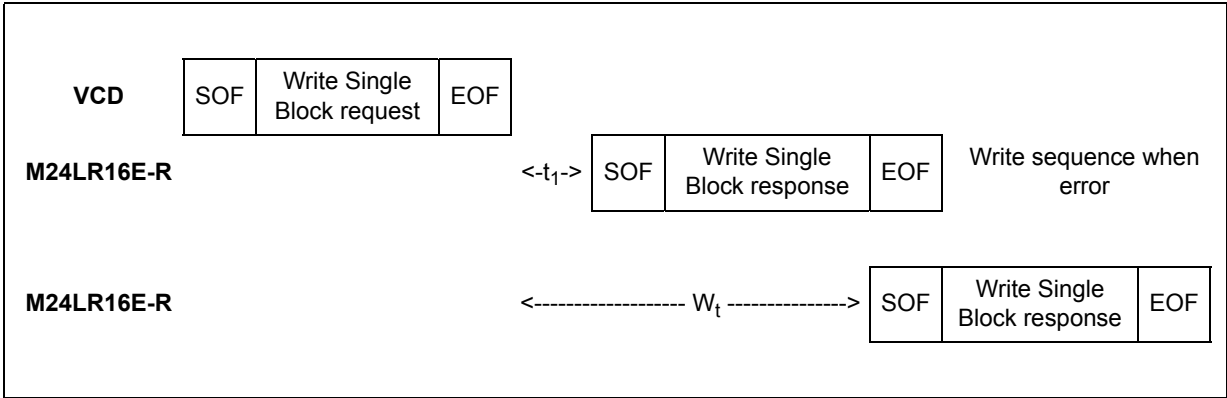 VCD SOF Write Single Block request EOF
M24LR16E-R <-t1-> SOF Write Single Block response EOF Write sequence when error
M24LR16E-R <------------------- Wt ---------------> SOF Write Single Block response EOF